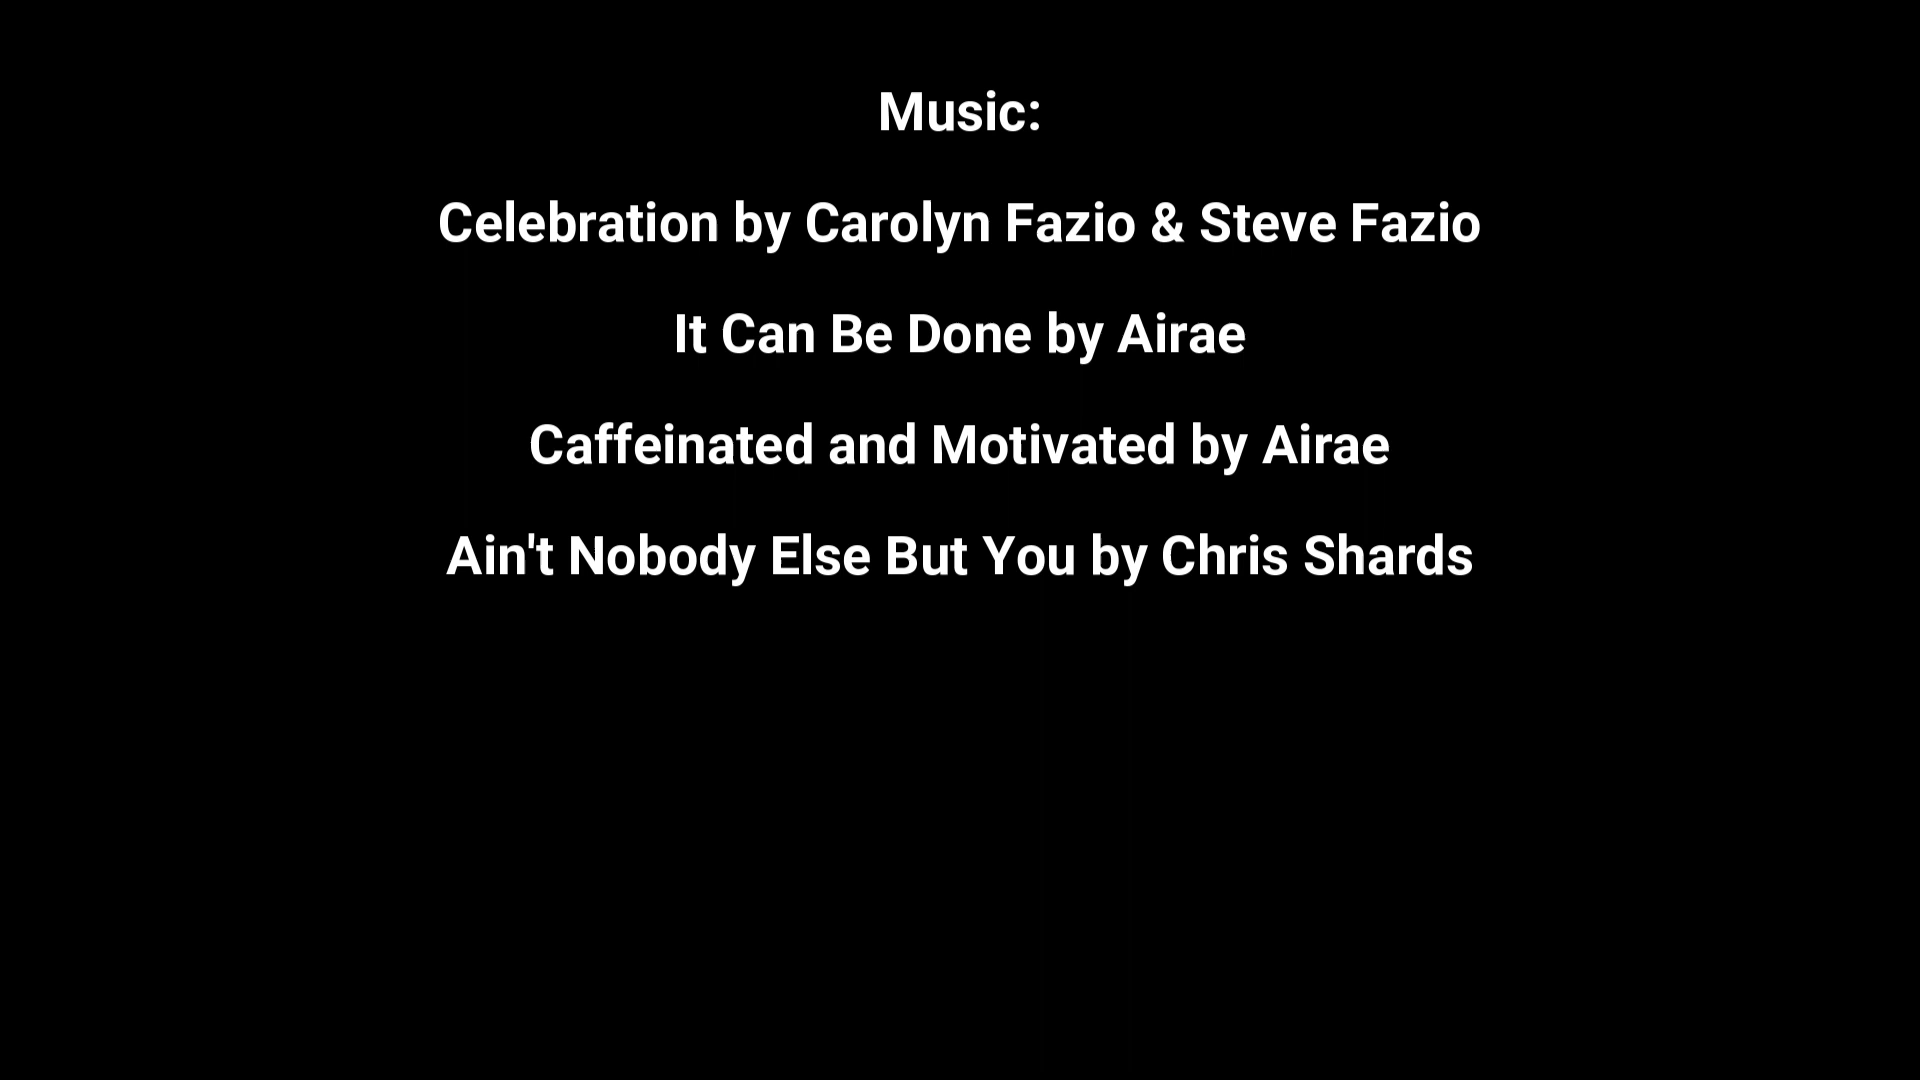 Music:
Celebration by Carolyn Fazio & Steve Fazio
It Can Be Done by Airae
Caffeinated and Motivated by Airae
Ain't Nobody Else But You by Chris Shards